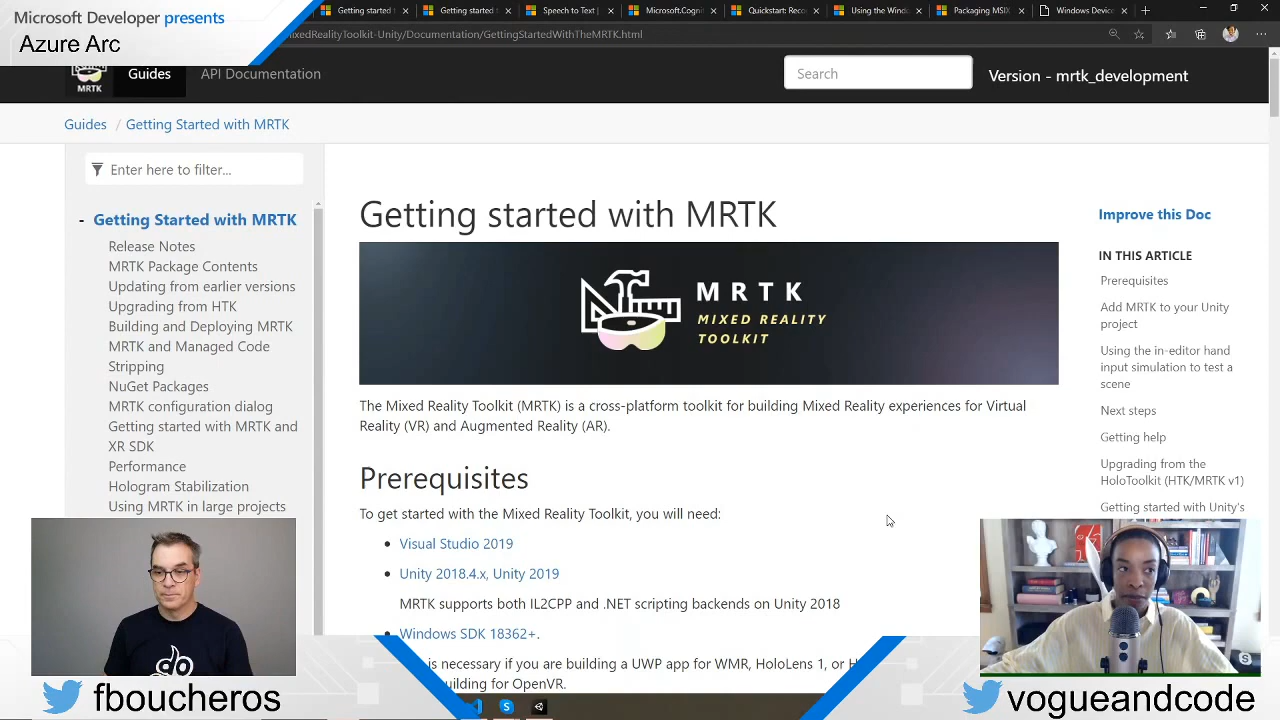 Microsoft Developer presents
Azure Arc
Getting started
Getting started
Speech to Text |
Microsoft.Cogni
Quickstart: Reco
Using the Windo
Packaging MSIX
Windows Device
ixedRealityToolkit-Unity/Documentation/GettingStartedWithTheMRTK.html
MRTK
Guides
API Documentation
Search
Version - mrtk_development
Guides / Getting Started with MRTK
Enter here to filter...
- Getting Started with MRTK
Release Notes
MRTK Package Contents
Updating from earlier versions
Upgrading from HTK
Building and Deploying MRTK
MRTK and Managed Code
Stripping
NuGet Packages
MRTK configuration dialog
Getting started with MRTK and
XR SDK
Performance
Hologram Stabilization
Using MRTK in large projects
Getting started with MRTK
MRTK
MIXED REALITY
TOOLKIT
The Mixed Reality Toolkit (MRTK) is a cross-platform toolkit for building Mixed Reality experiences for Virtual
Reality (VR) and Augmented Reality (AR).
Prerequisites
To get started with the Mixed Reality Toolkit, you will need:
• Visual Studio 2019
• Unity 2018.4.x, Unity 2019
MRTK supports both IL2CPP and .NET scripting backends on Unity 2018
• Windows SDK 18362+.
is necessary if you are building a UWP app for WMR, HoloLens 1, or H
building for OpenVR.
Improve this Doc
IN THIS ARTICLE
Prerequisites
Add MRTK to your Unity
project
Using the in-editor hand
input simulation to test a
scene
Next steps
Getting help
Upgrading from the
HoloToolkit (HTK/MRTK v1)
Getting started with Unity's
fboucheros
vogueandcode